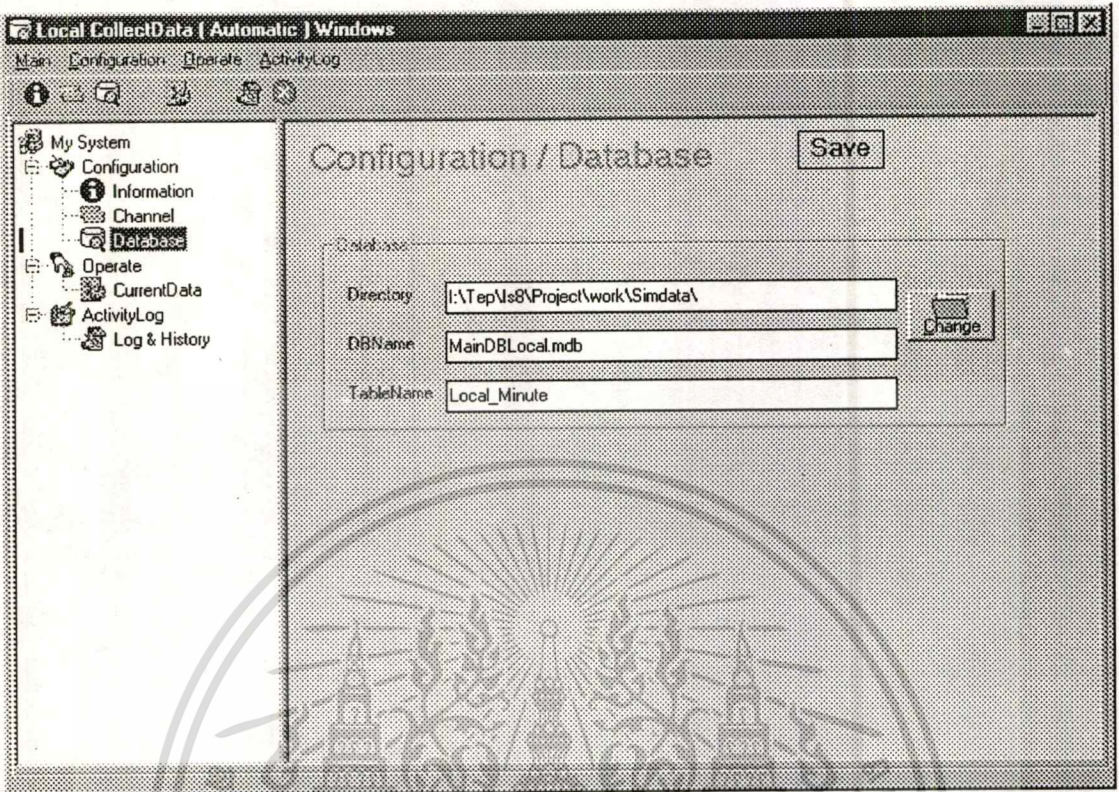 Local CollectData [ Automatic ] Windows
Main Configuration Operate ActivityLog
My System
Configuration
Information
Channel
Database
Operate
CurrentData
ActivityLog
Log & History
Configuration / Database
Save
Database
Directory I:\Tep\Is8\Project\work\Simdata\
Change
DBName MainDBLocal.mdb
TableName Local_Minute